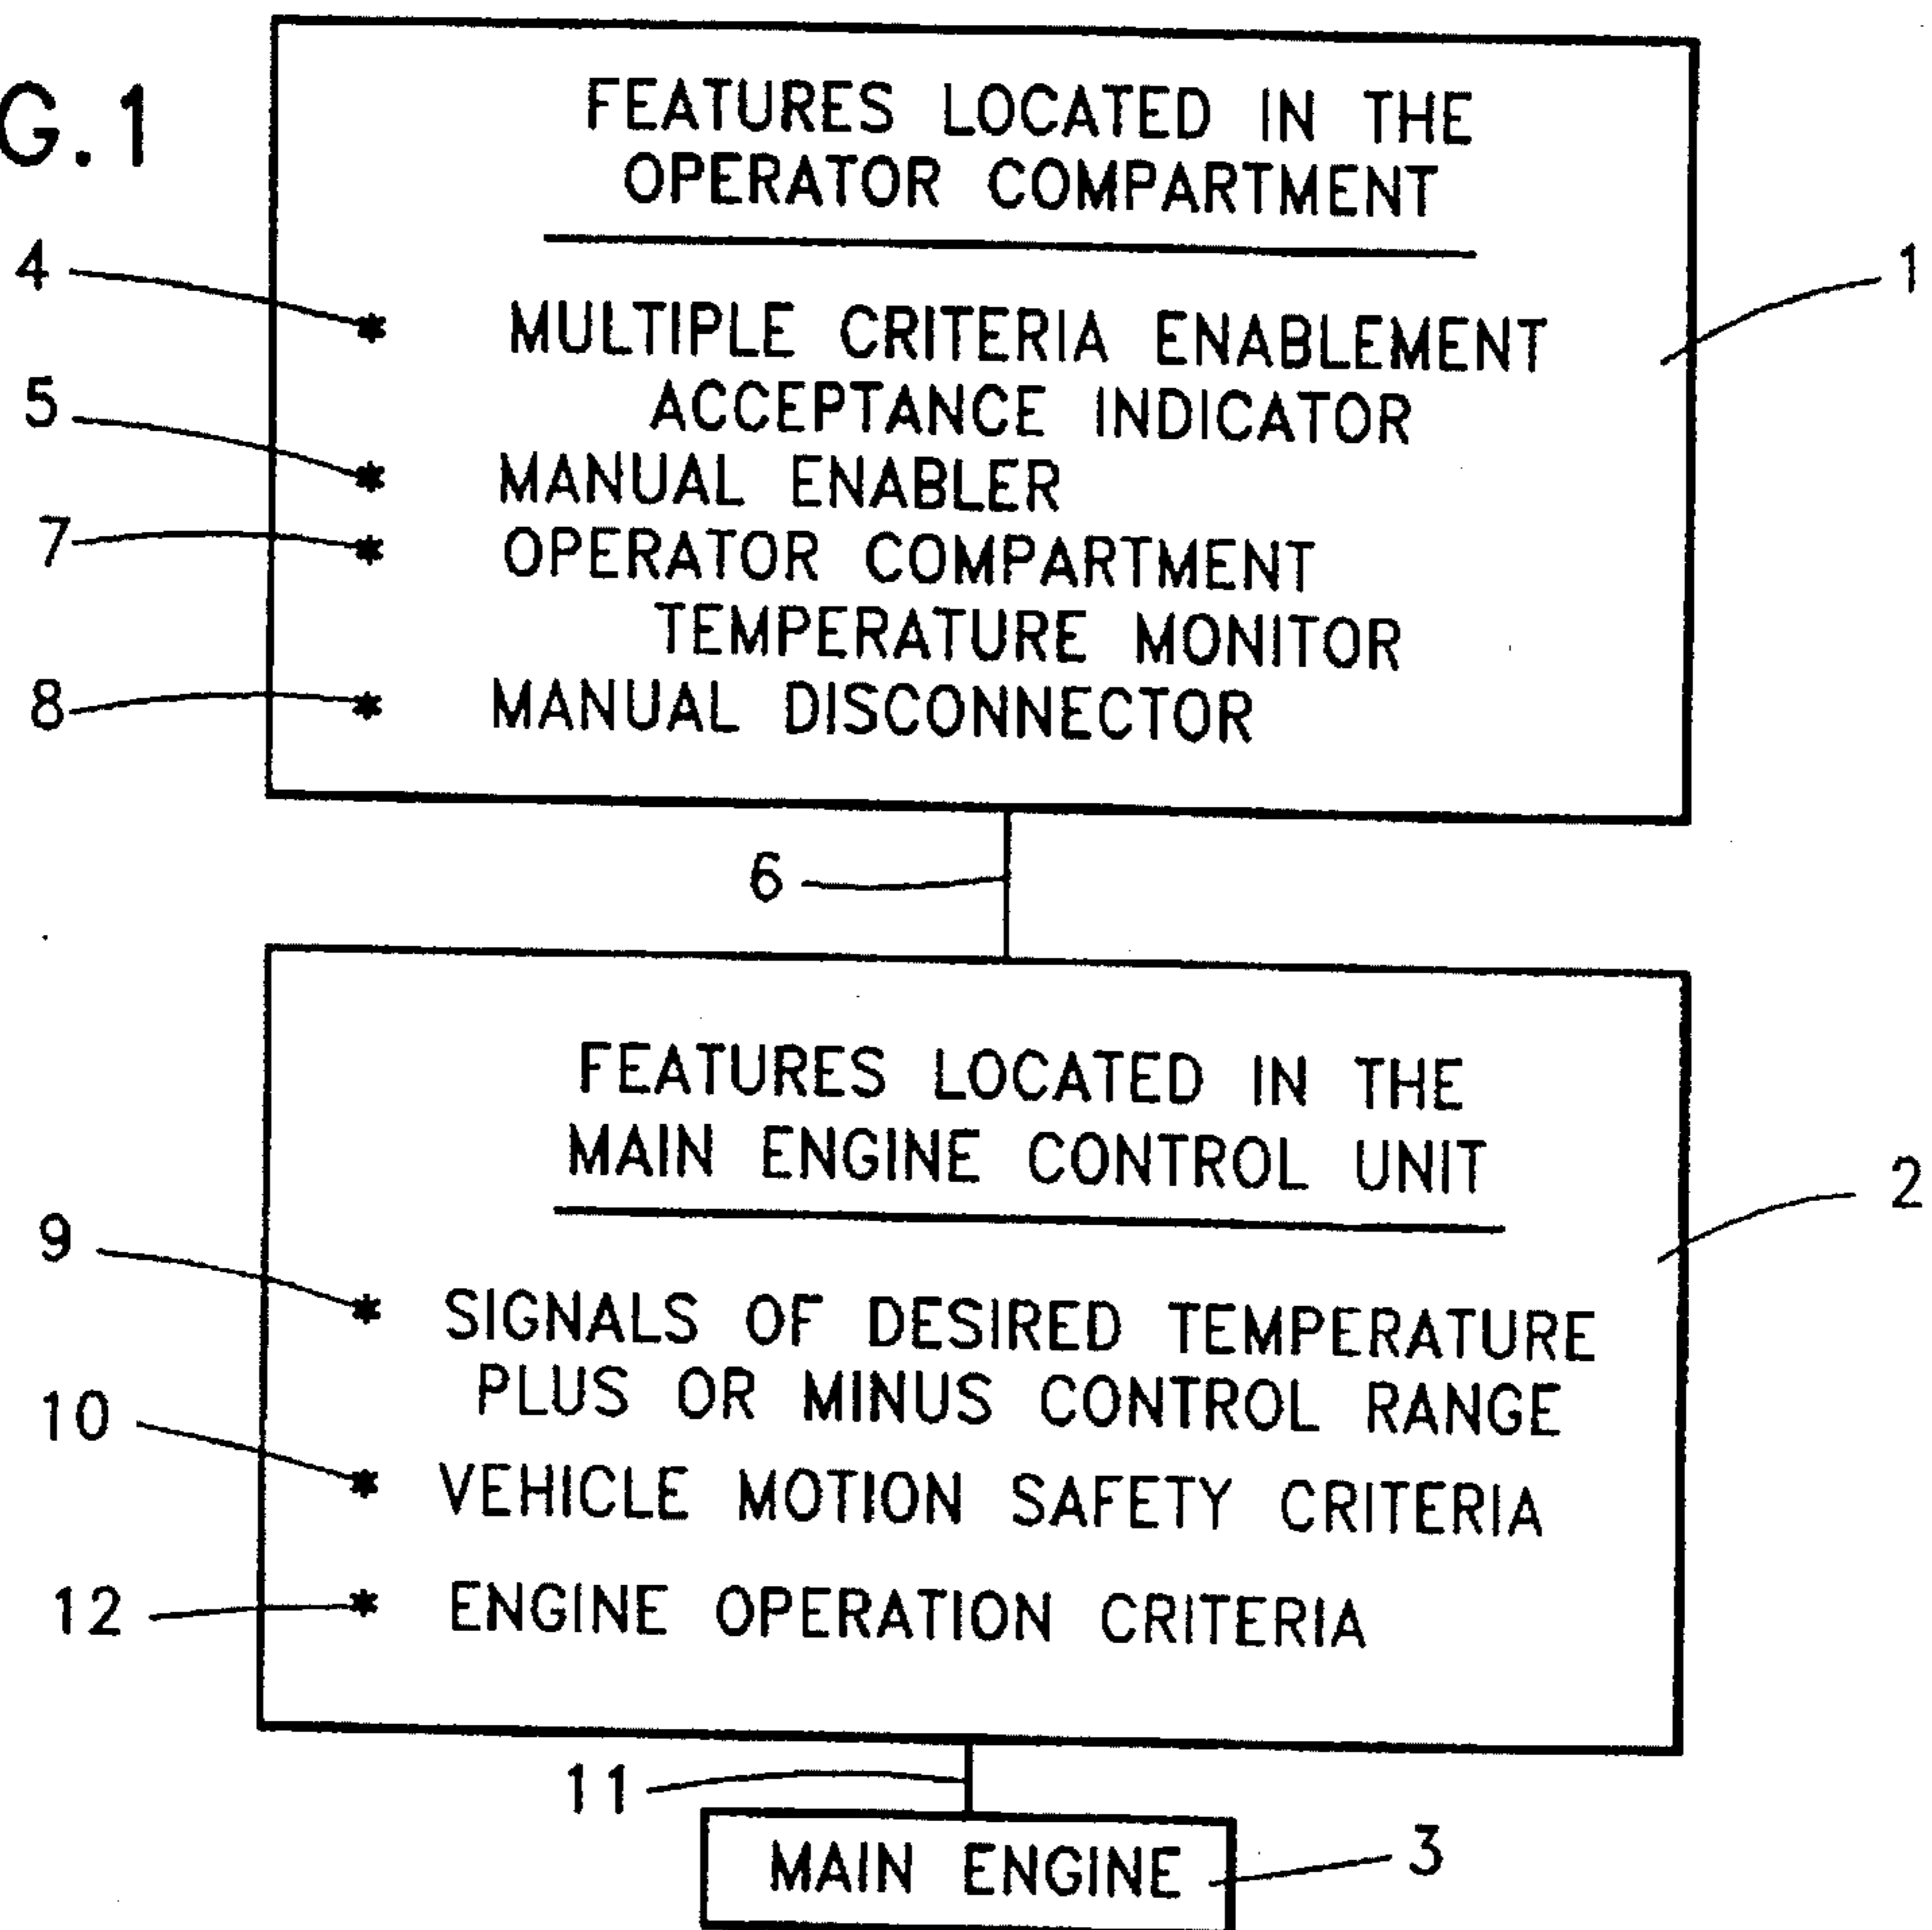 G.1
FEATURES LOCATED IN THE
OPERATOR COMPARTMENT
4
* MULTIPLE CRITERIA ENABLEMENT
ACCEPTANCE INDICATOR
1
5
* MANUAL ENABLER
7
* OPERATOR COMPARTMENT
TEMPERATURE MONITOR
8
* MANUAL DISCONNECTOR
6
FEATURES LOCATED IN THE
MAIN ENGINE CONTROL UNIT
2
9
* SIGNALS OF DESIRED TEMPERATURE
PLUS OR MINUS CONTROL RANGE
10
* VEHICLE MOTION SAFETY CRITERIA
12
* ENGINE OPERATION CRITERIA
11
MAIN ENGINE
3